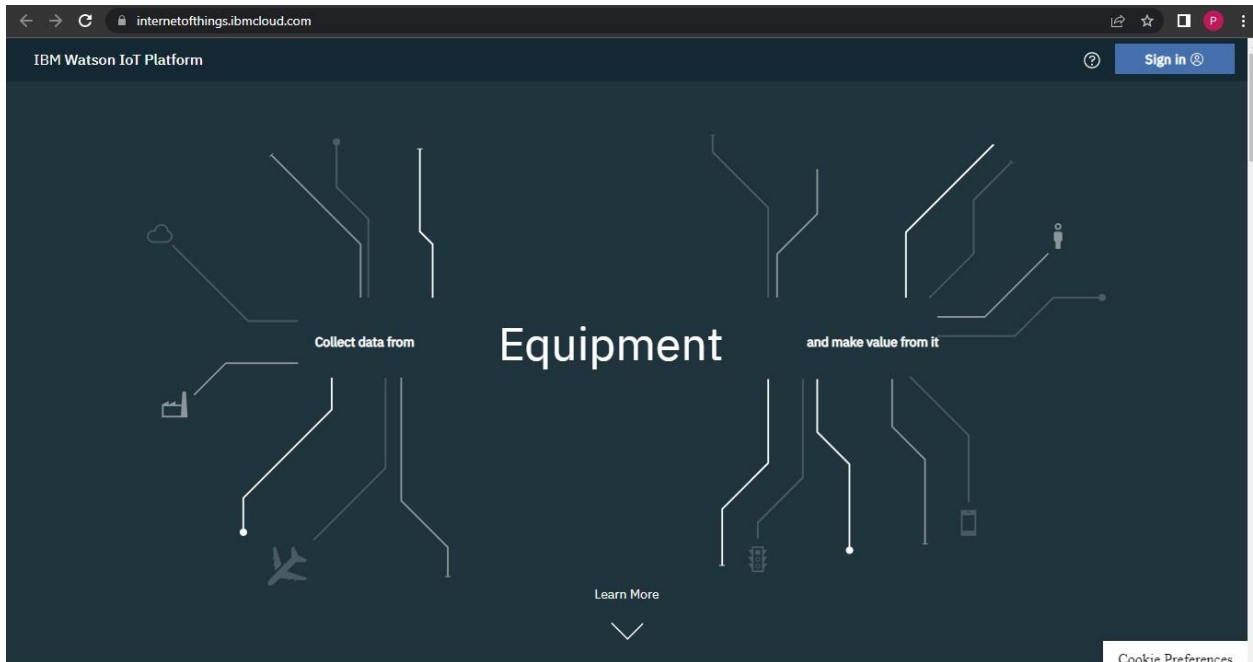 internetofthings.ibmcloud.com
P
IBM Watson IoT Platform
Sign in
Collect data from
Equipment
and make value from it
Learn More
Cookie Preferences